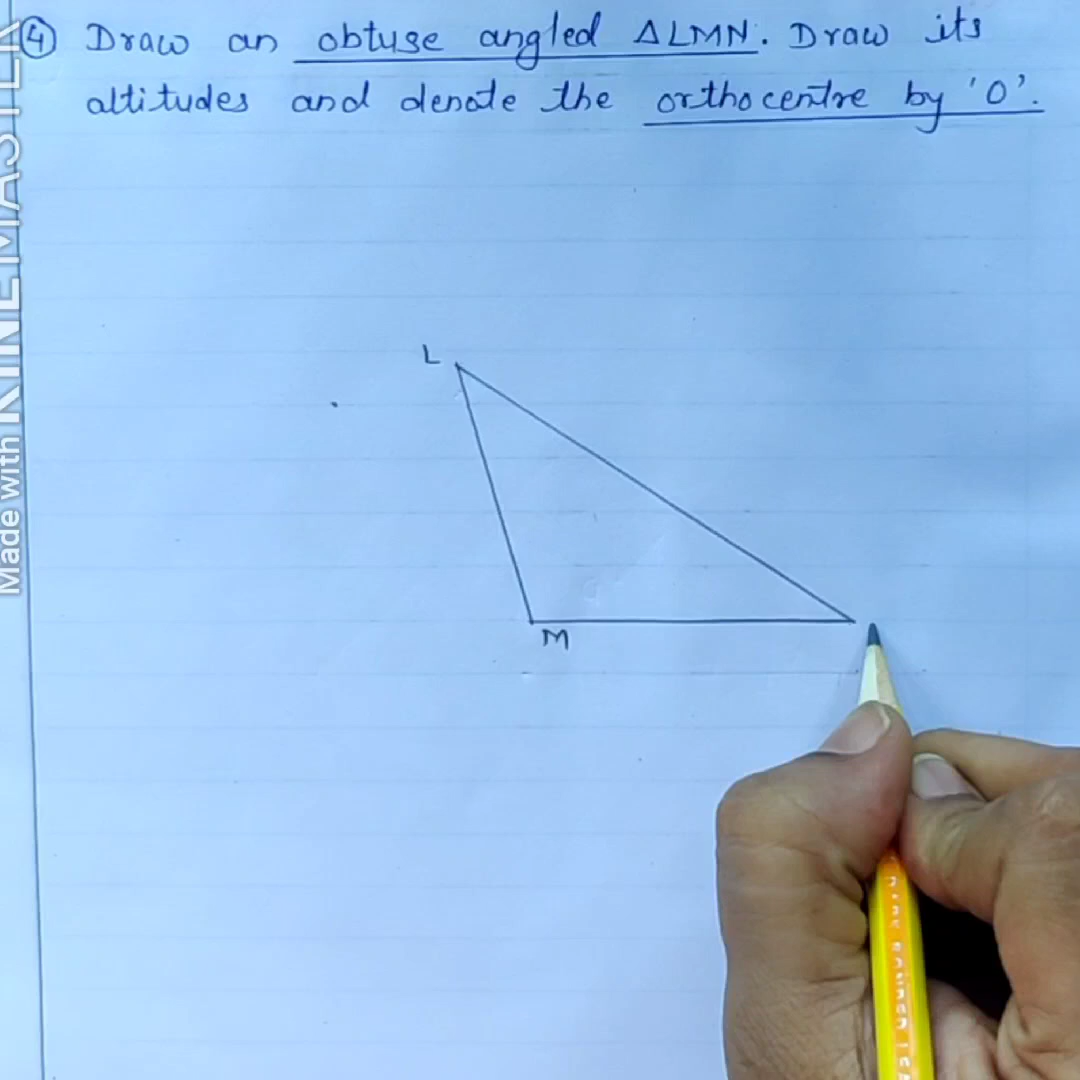 ④ Draw an obtuse angled ΔLMN. Draw its
altitudes and denote the orthocentre by 'O'.
L
M
Made with KINEMASTER